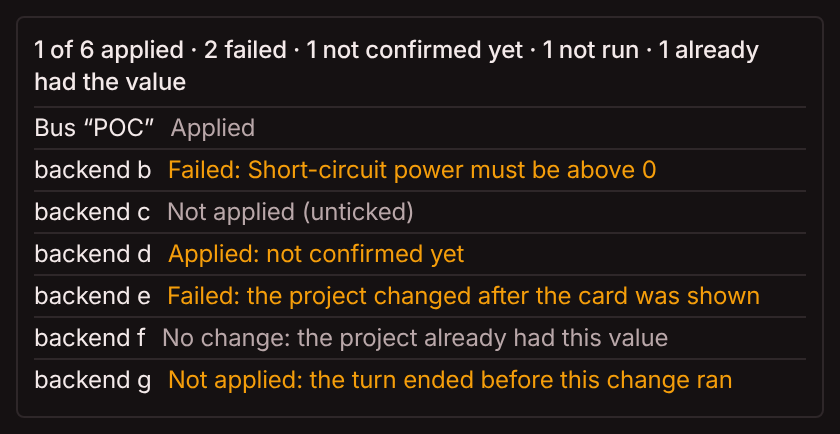 1 of 6 applied · 2 failed · 1 not confirmed yet · 1 not run · 1 already
had the value
Bus “POC” Applied
backend b Failed: Short-circuit power must be above 0
backend c Not applied (unticked)
backend d Applied: not confirmed yet
backend e Failed: the project changed after the card was shown
backend f No change: the project already had this value
backend g Not applied: the turn ended before this change ran